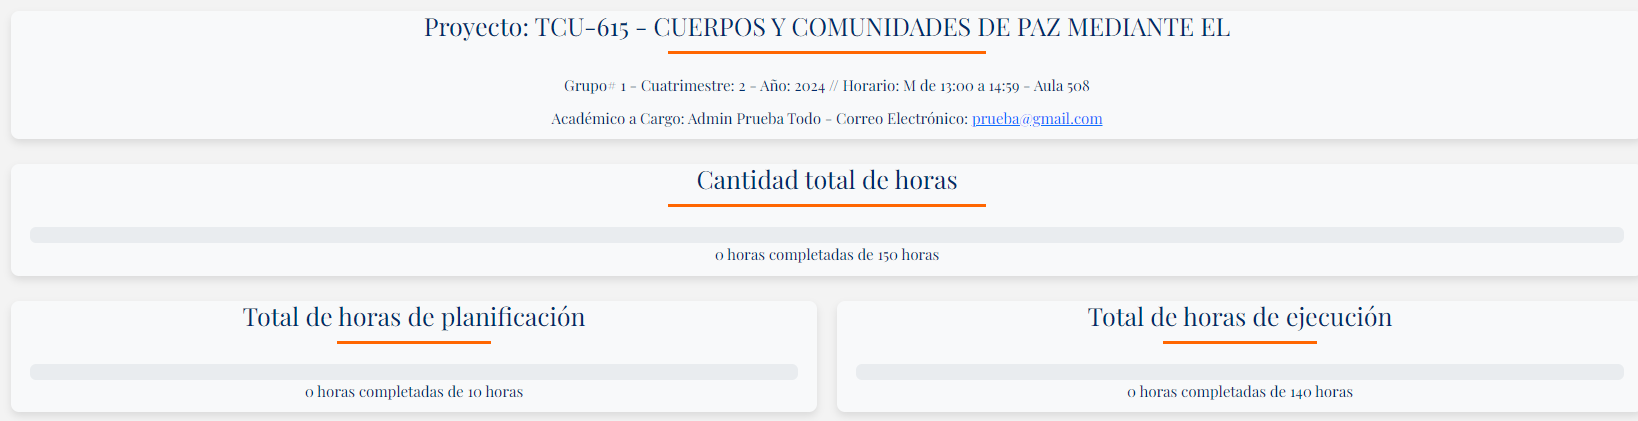 Proyecto: TCU-615 - CUERPOS Y COMUNIDADES DE PAZ MEDIANTE EL
Grupo# 1 - Cuatrimestre: 2 - Año: 2024 // Horario: M de 13:00 a 14:59 - Aula 508
Académico a Cargo: Admin Prueba Todo - Correo Electrónico: prueba@gmail.com
Cantidad total de horas
0 horas completadas de 150 horas
Total de horas de planificación
0 horas completadas de 10 horas
Total de horas de ejecución
0 horas completadas de 140 horas